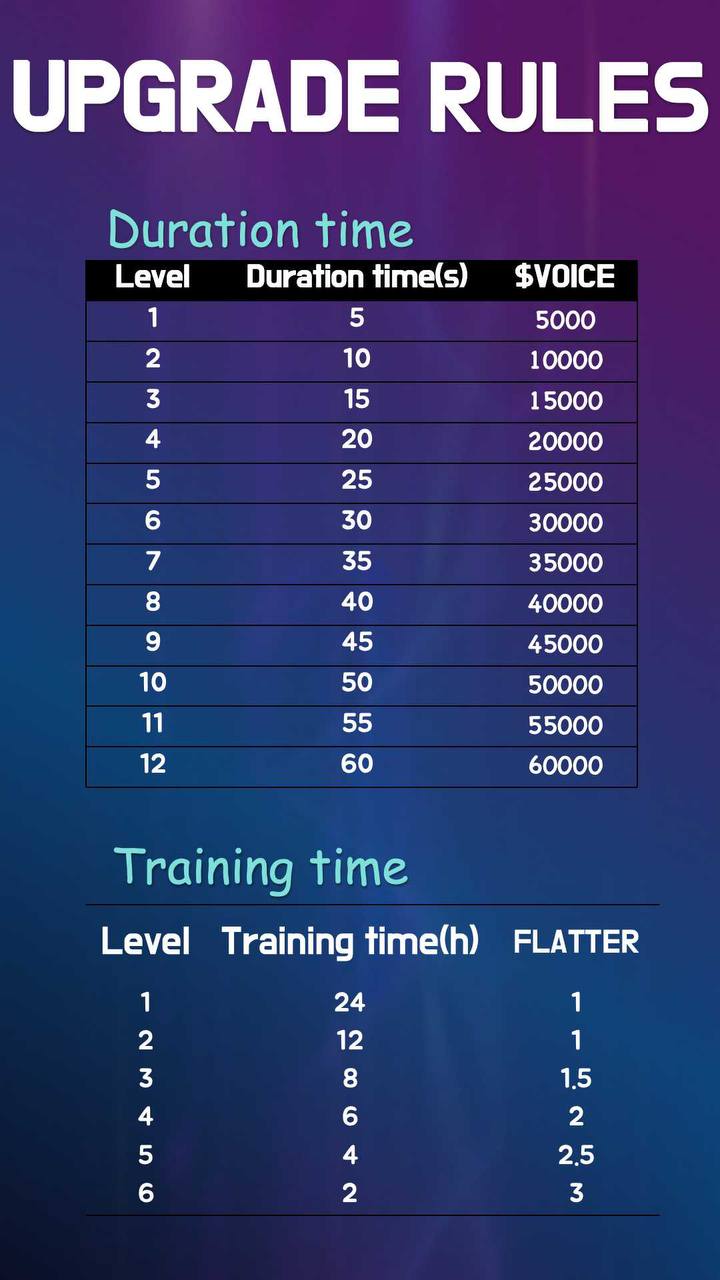 UPGRADE RULES
Duration time
Level Duration time(s) $VOICE
1 5 5000
2 10 10000
3 15 15000
4 20 20000
5 25 25000
6 30 30000
7 35 35000
8 40 40000
9 45 45000
10 50 50000
11 55 55000
12 60 60000
Training time
Level Training time(h) FLATTER
1 24 1
2 12 1
3 8 1.5
4 6 2
5 4 2.5
6 2 3